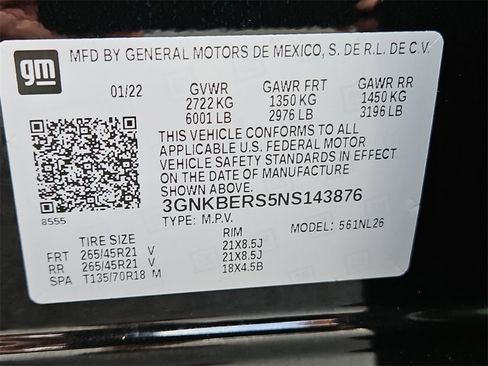 gm
MFD BY GENERAL MOTORS DE MEXICO, S. DE R.L. DE C.V.
01/22 GVWR GAWR FRT GAWR RR
2722 KG 1350 KG 1450 KG
6001 LB 2976 LB 3196 LB
THIS VEHICLE CONFORMS TO ALL
APPLICABLE U.S. FEDERAL MOTOR
VEHICLE SAFETY STANDARDS IN EFFECT
ON THE DATE OF MANUFACTURE
SHOWN ABOVE.
8555 3GNKBERS5NS143876
TYPE: M.P.V. MODEL: 561NL26
TIRE SIZE RIM
FRT 265/45R21 V 21X8.5J
RR 265/45R21 V 21X8.5J
SPA T135/70R18 M 18X4.5B